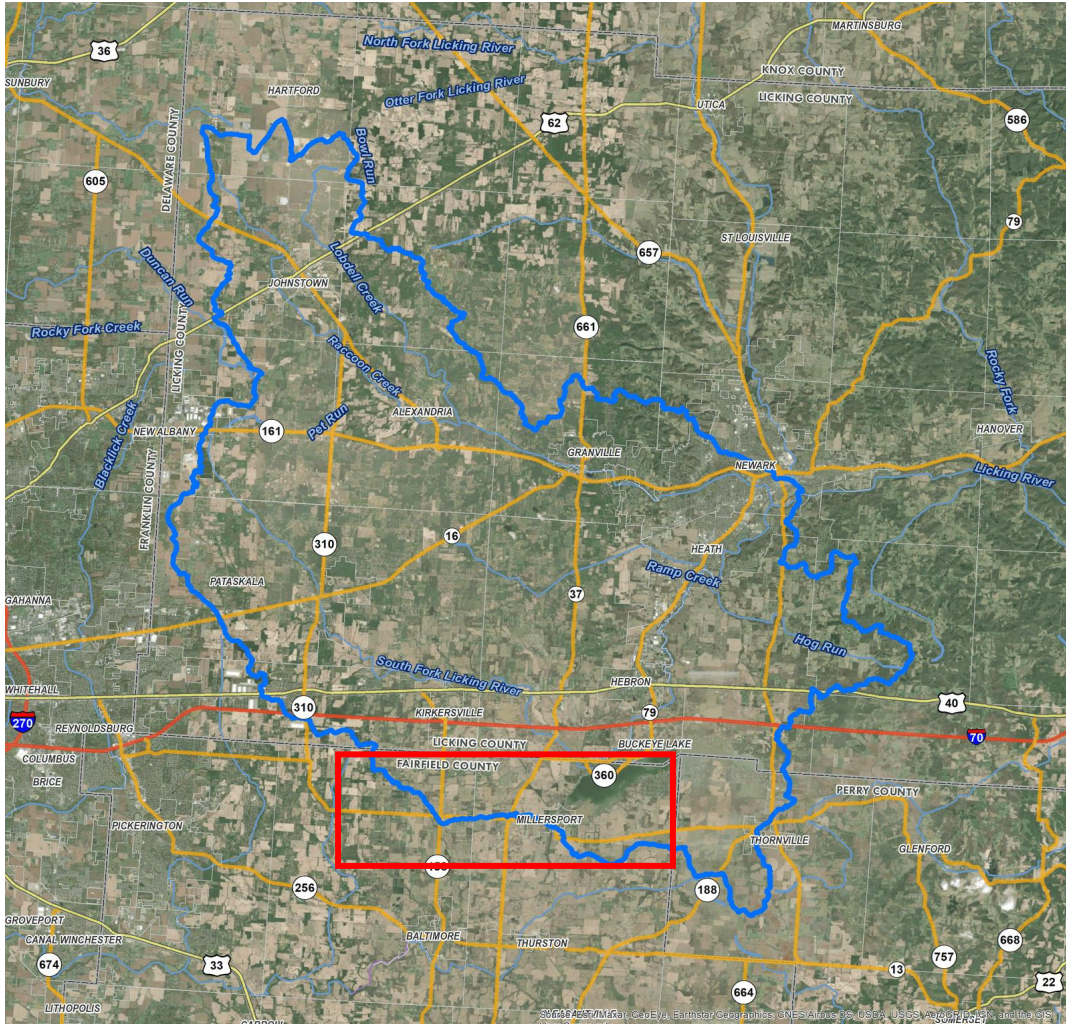 MARTINSBURG
North Fork Licking River
36
KNOX COUNTY
SUNBURY
HARTFORD
Otter Fork Licking River
LICKING COUNTY
UTICA
62
586
Bowl Run
DELAWARE COUNTY
605
79
ST LOUISVILLE
657
Duncan Run
Lobdell Creek
JOHNSTOWN
LICKING COUNTY
Rocky Fork Creek
661
Raccoon Creek
Rocky Fork
ALEXANDRIA
Pet Run
NEW ALBANY
161
HANOVER
Blacklick Creek
GRANVILLE
NEWARK
Licking River
FRANKLIN COUNTY
16
310
HEATH
Ramp Creek
PATASKALA
GAHANNA
37
Hog Run
South Fork Licking River
HEBRON
WHITEHALL
40
310
79
KIRKERSVILLE
270
REYNOLDSBURG
70
LICKING COUNTY
BUCKEYE LAKE
COLUMBUS
FAIRFIELD COUNTY
360
BRICE
PERRY COUNTY
PICKERINGTON
MILLERSPORT
THORNVILLE
GLENFORD
256
188
GROVEPORT
BALTIMORE
CANAL WINCHESTER
THURSTON
668
757
674
33
13
22
664
LITHOPOLIS
SOMERSET